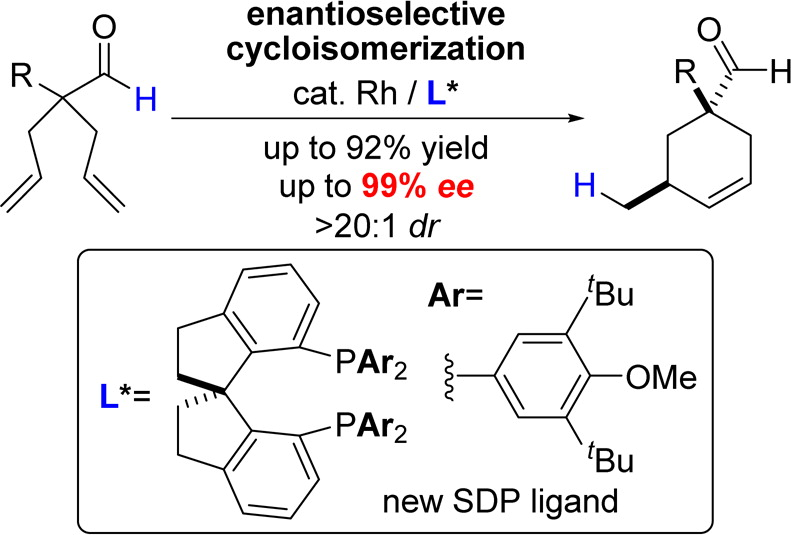 enantioselective
cycloisomerization
cat. Rh / L*
up to 92% yield
up to 99% ee
>20:1 dr
R
O
H
O
R
H
H
L*=
PAr2
PAr2
Ar=
tBu
OMe
tBu
new SDP ligand